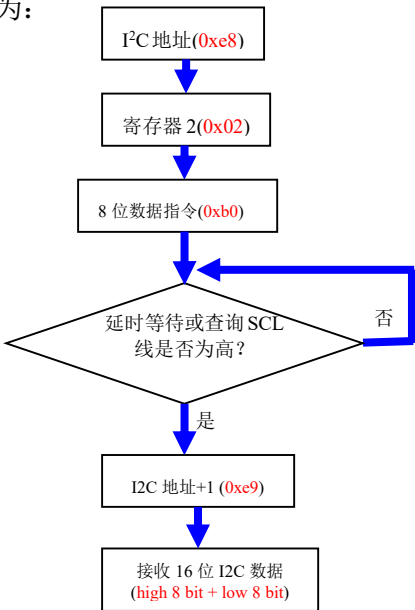 为：
I²C 地址(0xe8)
寄存器 2(0x02)
8 位数据指令(0xb0)
延时等待或查询 SCL
线是否为高？
否
是
I2C 地址+1 (0xe9)
接收 16 位 I2C 数据
(high 8 bit + low 8 bit)